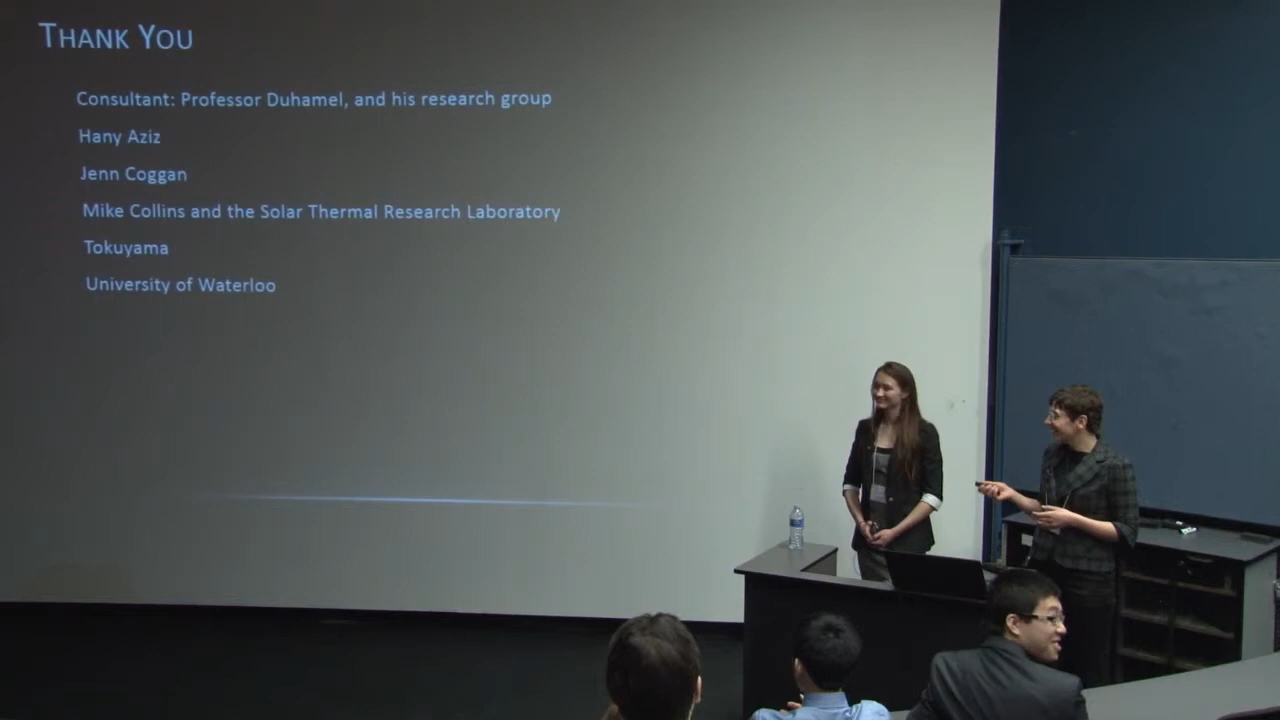 Thank You
Consultant: Professor Duhamel, and his research group
Hany Aziz
Jenn Coggan
Mike Collins and the Solar Thermal Research Laboratory
Tokuyama
University of Waterloo